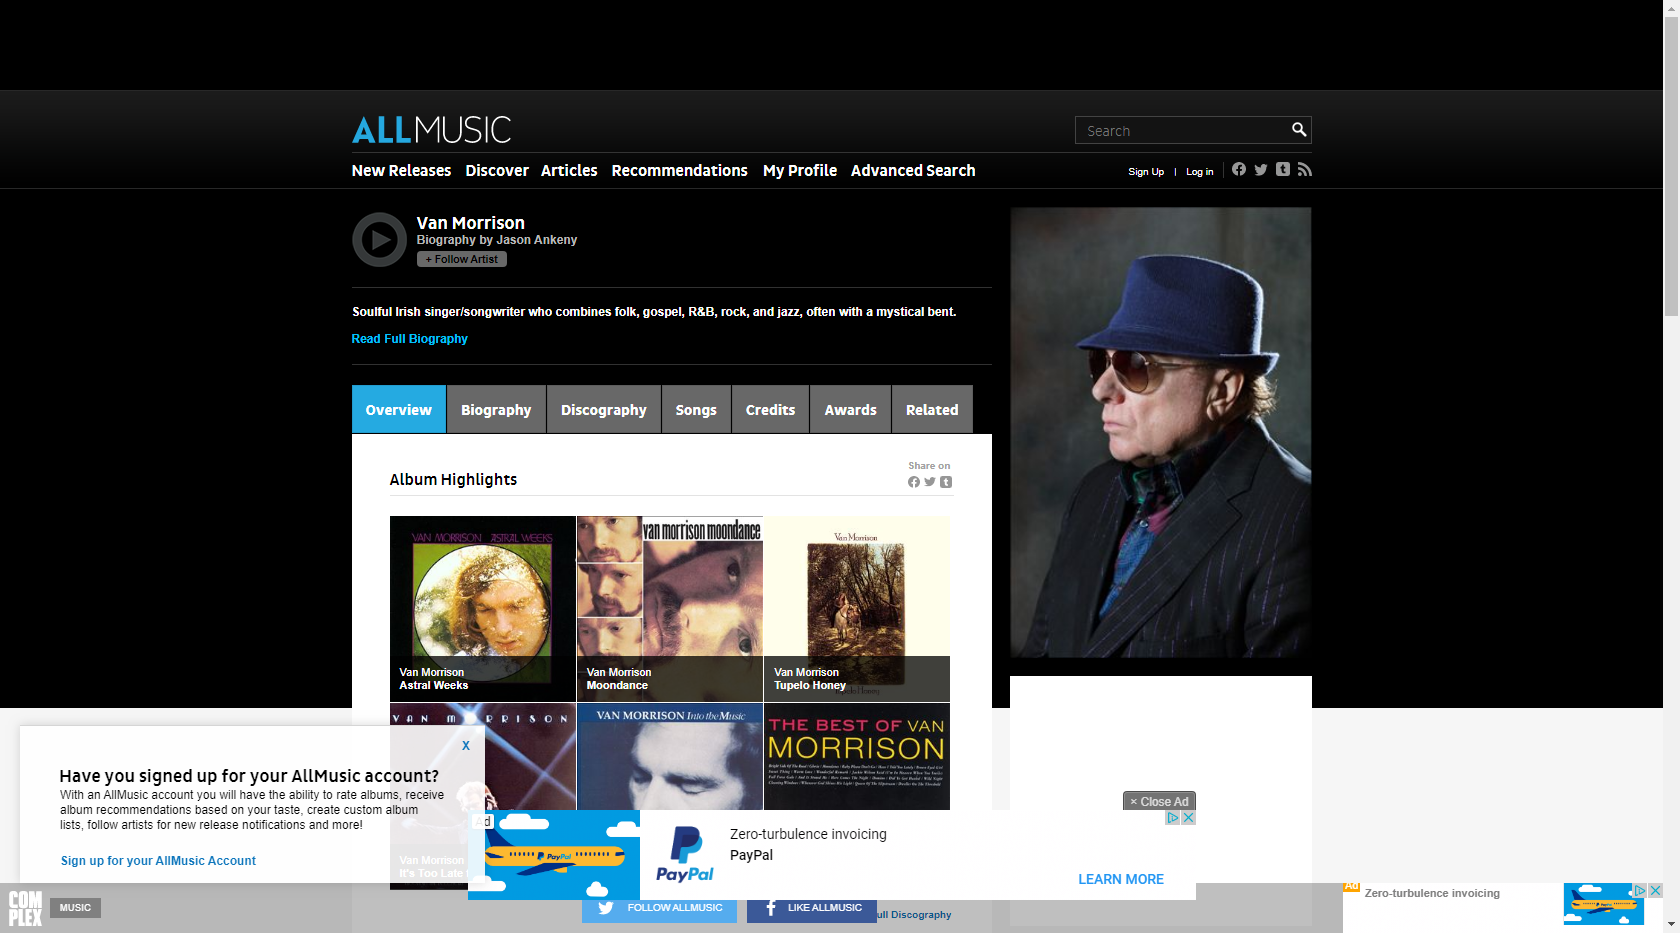 ALLMUSIC
Search
New Releases Discover Articles Recommendations My Profile Advanced Search
Sign Up | Log in
Van Morrison
Biography by Jason Ankeny
+ Follow Artist
Soulful Irish singer/songwriter who combines folk, gospel, R&B, rock, and jazz, often with a mystical bent.
Read Full Biography
Overview Biography Discography Songs Credits Awards Related
Album Highlights
Share on
VAN MORRISON ASTRAL WEEKS
van morrison moondance
Van Morrison
Van Morrison
Astral Weeks
Van Morrison
Moondance
Van Morrison
Tupelo Honey
Tupelo Honey
VAN MORRISON
VAN MORRISON Into the Music
THE BEST OF VAN
MORRISON
X
Have you signed up for your AllMusic account?
With an AllMusic account you will have the ability to rate albums, receive
album recommendations based on your taste, create custom album
lists, follow artists for new release notifications and more!
Sign up for your AllMusic Account
Van Morrison
It's Too Late
× Close Ad
Ad
PayPal
PayPal
Zero-turbulence invoicing
PayPal
LEARN MORE
COM
PLEX
MUSIC
FOLLOW ALLMUSIC
LIKE ALLMUSIC
ull Discography
Ad
Zero-turbulence invoicing